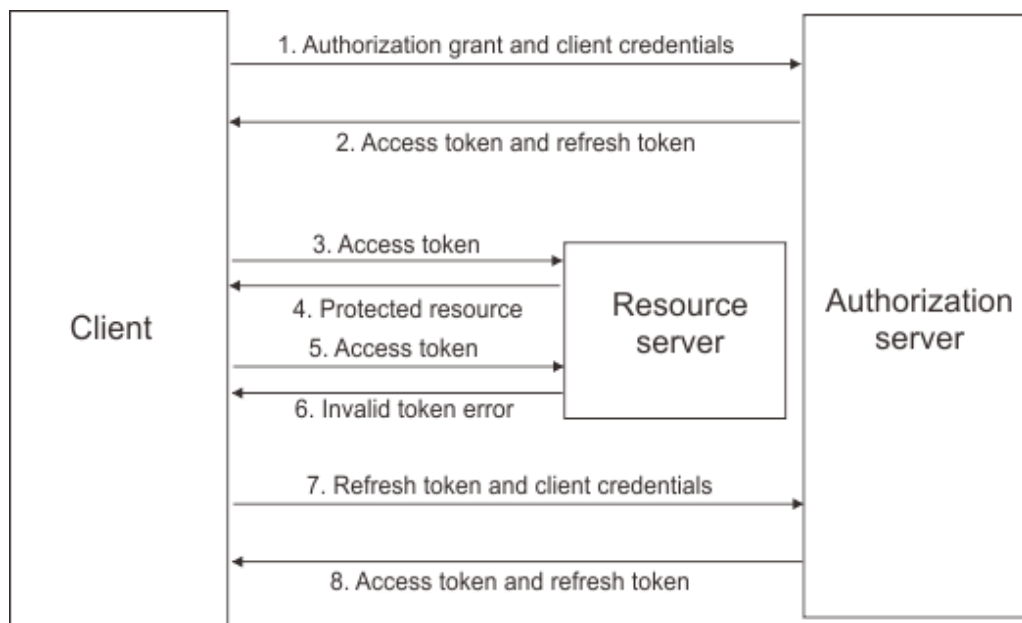 1. Authorization grant and client credentials
2. Access token and refresh token
3. Access token
4. Protected resource
5. Access token
6. Invalid token error
Client
Resource
server
Authorization
server
7. Refresh token and client credentials
8. Access token and refresh token